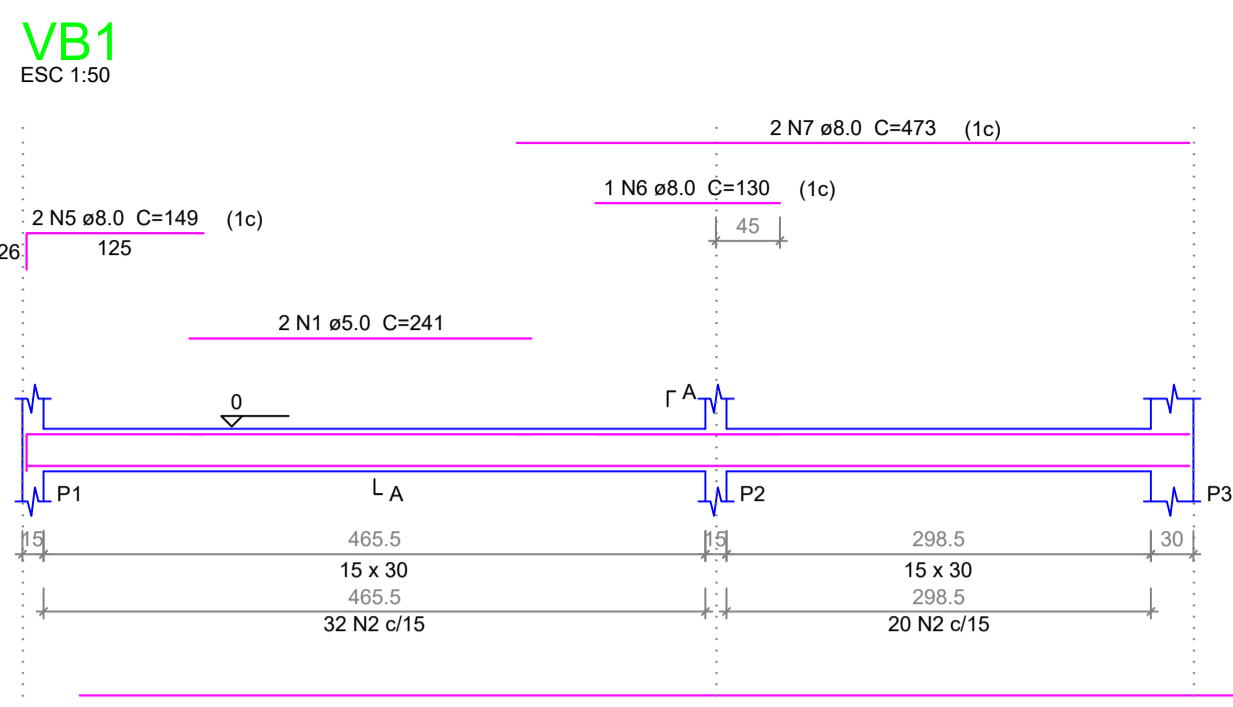 VB1
ESC 1:50
2 N7 ø8.0 C=473 (1c)
1 N6 ø8.0 C=130 (1c)
2 N5 ø8.0 C=149 (1c)
45
26
125
2 N1 ø5.0 C=241
0
A
A
P1
P2
P3
15
465.5
15
298.5
30
15 x 30
15 x 30
465.5
298.5
32 N2 c/15
20 N2 c/15